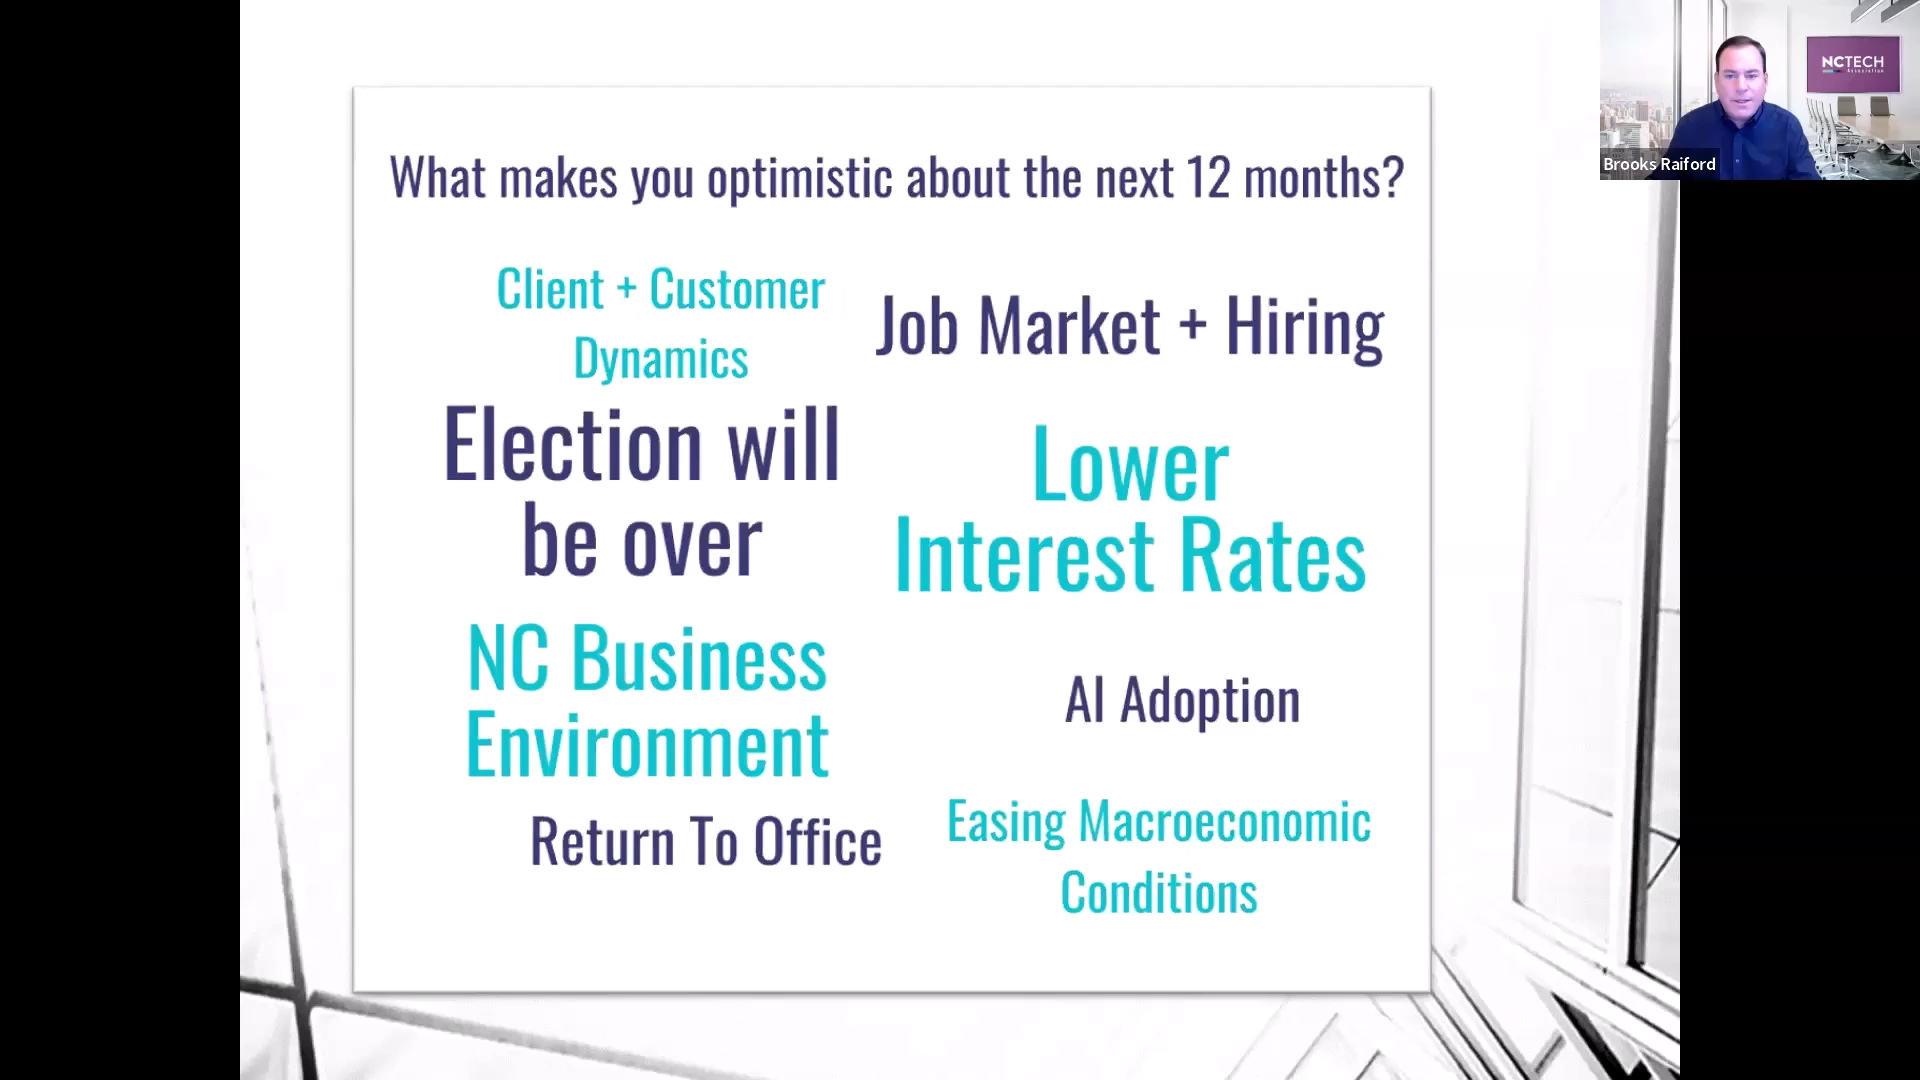 What makes you optimistic about the next 12 months?
Client + Customer
Dynamics
Job Market + Hiring
Election will
be over
Lower
Interest Rates
NC Business
Environment
AI Adoption
Return To Office
Easing Macroeconomic
Conditions
NCTECH
Association
Brooks Raiford